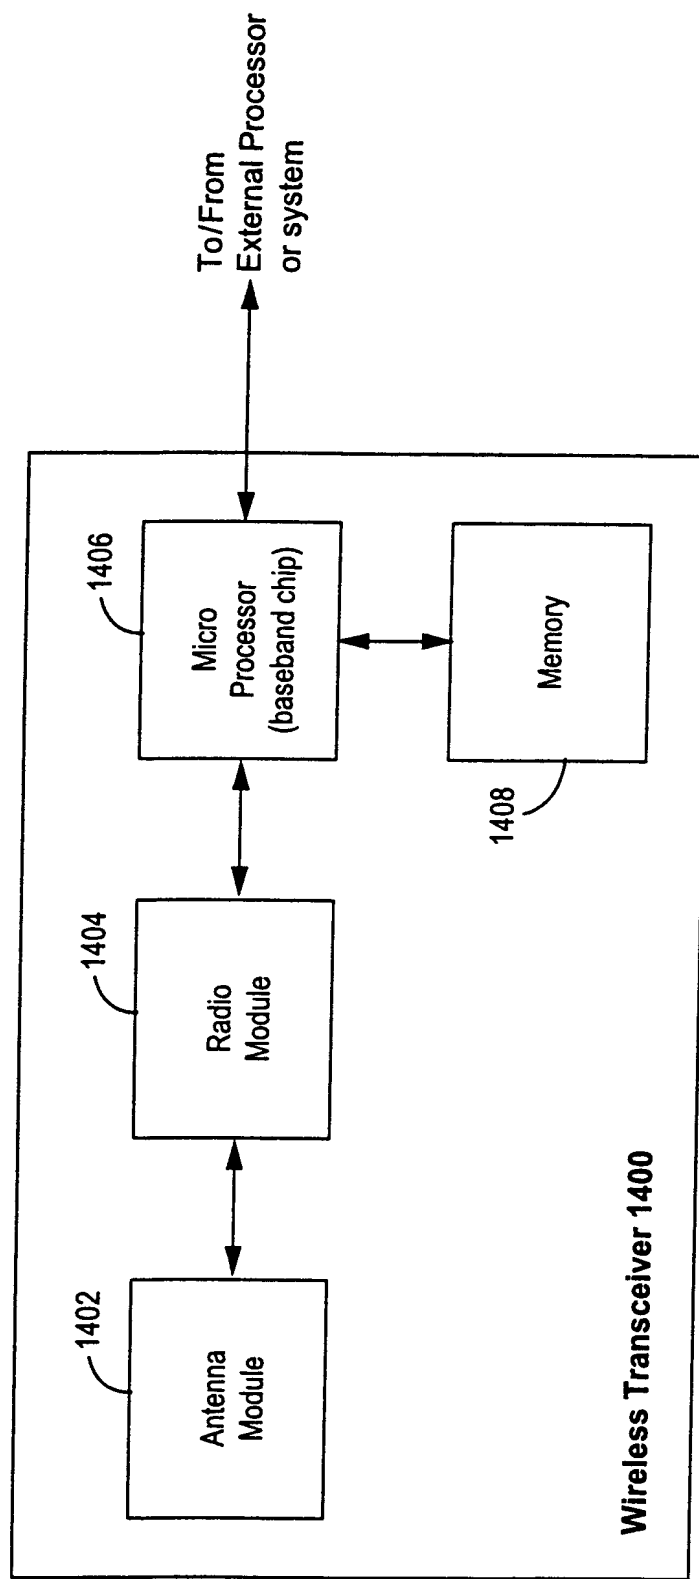 1402
Antenna
Module
1404
Radio
Module
1406
Micro
Processor
(baseband chip)
1408
Memory
To/From
External Processor
or system
Wireless Transceiver 1400